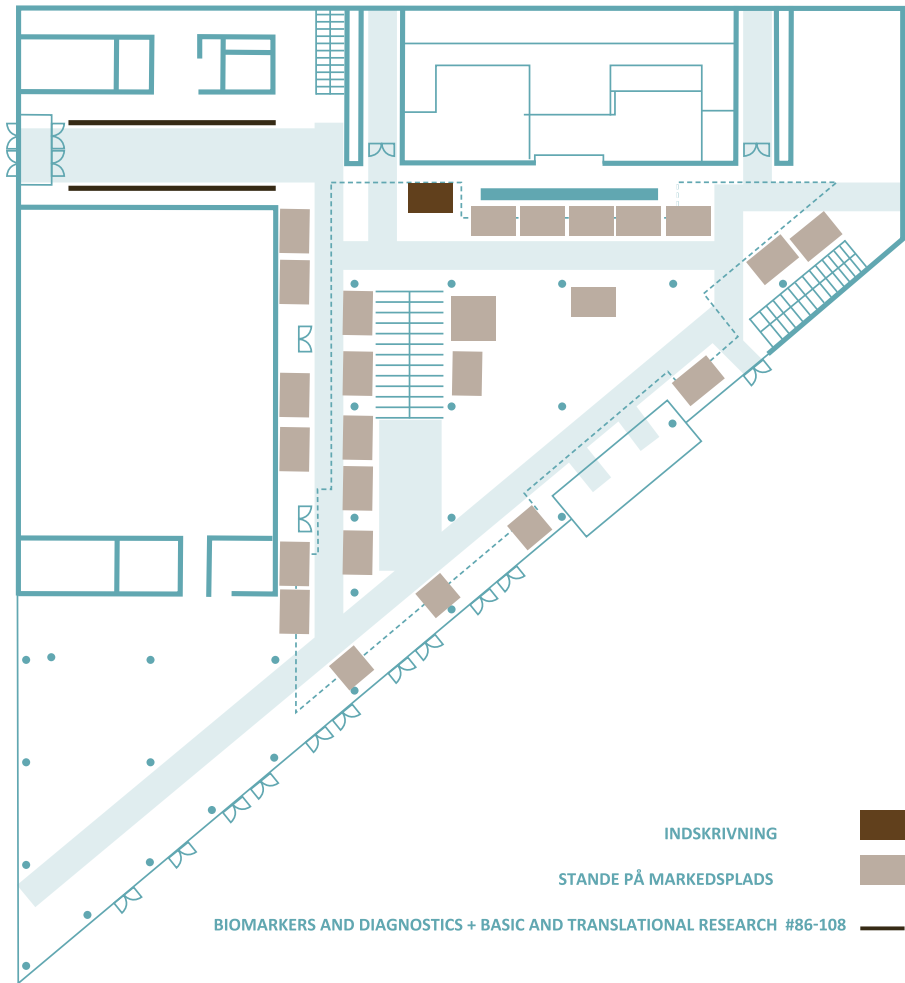 INDSKRIVNING
STANDE PÅ MARKEDSPLADS
BIOMARKERS AND DIAGNOSTICS + BASIC AND TRANSLATIONAL RESEARCH #86-108